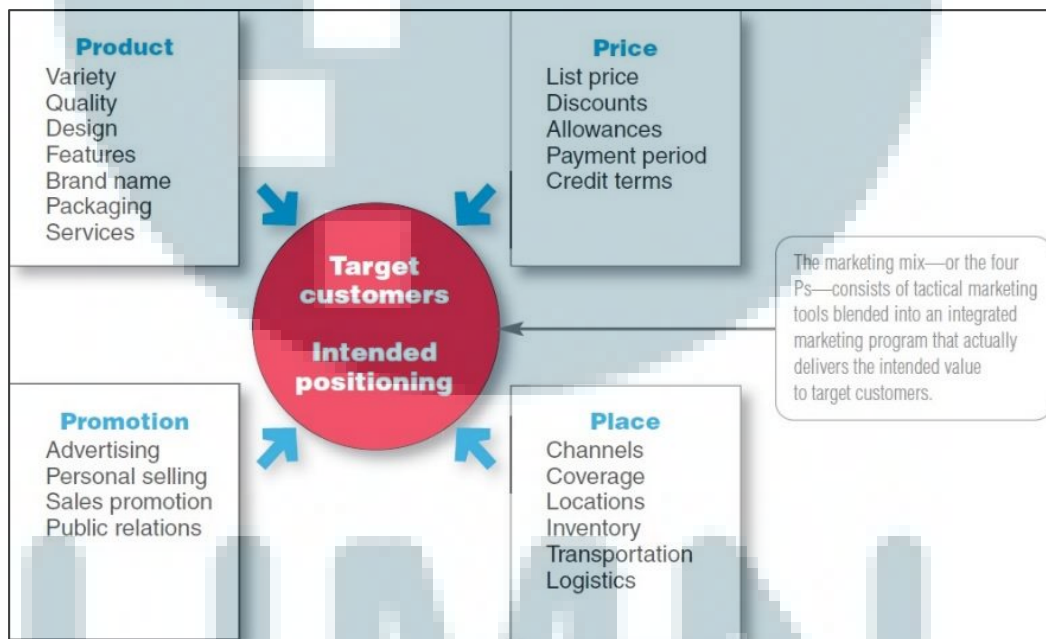 Product
Variety
Quality
Design
Features
Brand name
Packaging
Services
Price
List price
Discounts
Allowances
Payment period
Credit terms
Target
customers
Intended
positioning
The marketing mix—or the four
Ps—consists of tactical marketing
tools blended into an integrated
marketing program that actually
delivers the intended value
to target customers.
Promotion
Advertising
Personal selling
Sales promotion
Public relations
Place
Channels
Coverage
Locations
Inventory
Transportation
Logistics